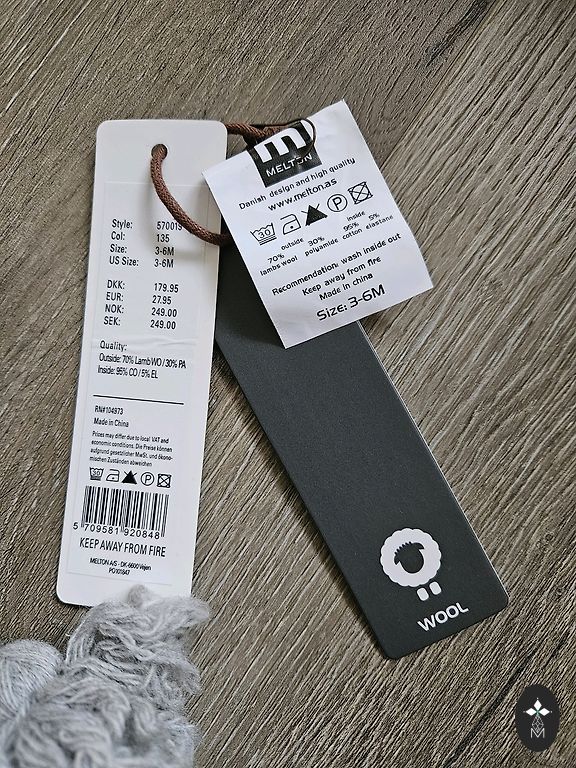 Style: 570019
Col: 135
Size: 3-6M
US Size: 3-6M
DKK: 179.95
EUR: 27.95
NOK: 249.00
SEK: 249.00
Quality:
Outside: 70% Lamb WO / 30% PA
Inside: 95% CO / 5% EL
RN#104973
Made in China
Prices may differ due to local VAT and
economic conditions. Die Preise können
aufgrund gesetzlicher MwSt. und ökono-
mischen Zuständen abweichen
30 P
5 709581 920848
KEEP AWAY FROM FIRE
MELTON A/S - DK-6600 Vejen
m
MELTON
Danish design and high quality
www.melton.as
30 P
outside inside
70% 30% 95% 5%
lambs wool polyamide cotton elastane
Recommendation: wash inside out
Keep away from fire
Made in china
Size: 3-6M
WOOL
M